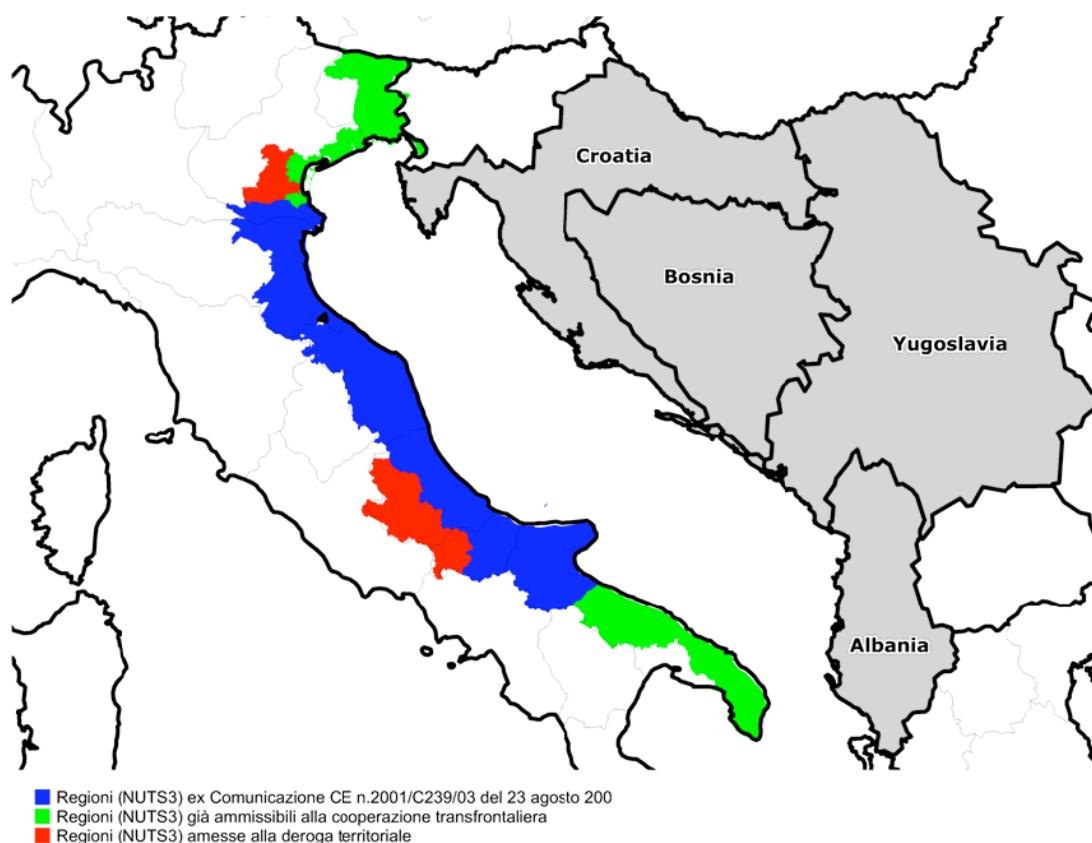 Croatia
Bosnia
Yugoslavia
Albania
Regioni (NUTS3) ex Comunicazione CE n.2001/C239/03 del 23 agosto 200
Regioni (NUTS3) già ammissibili alla cooperazione transfrontaliera
Regioni (NUTS3) amesse alla deroga territoriale